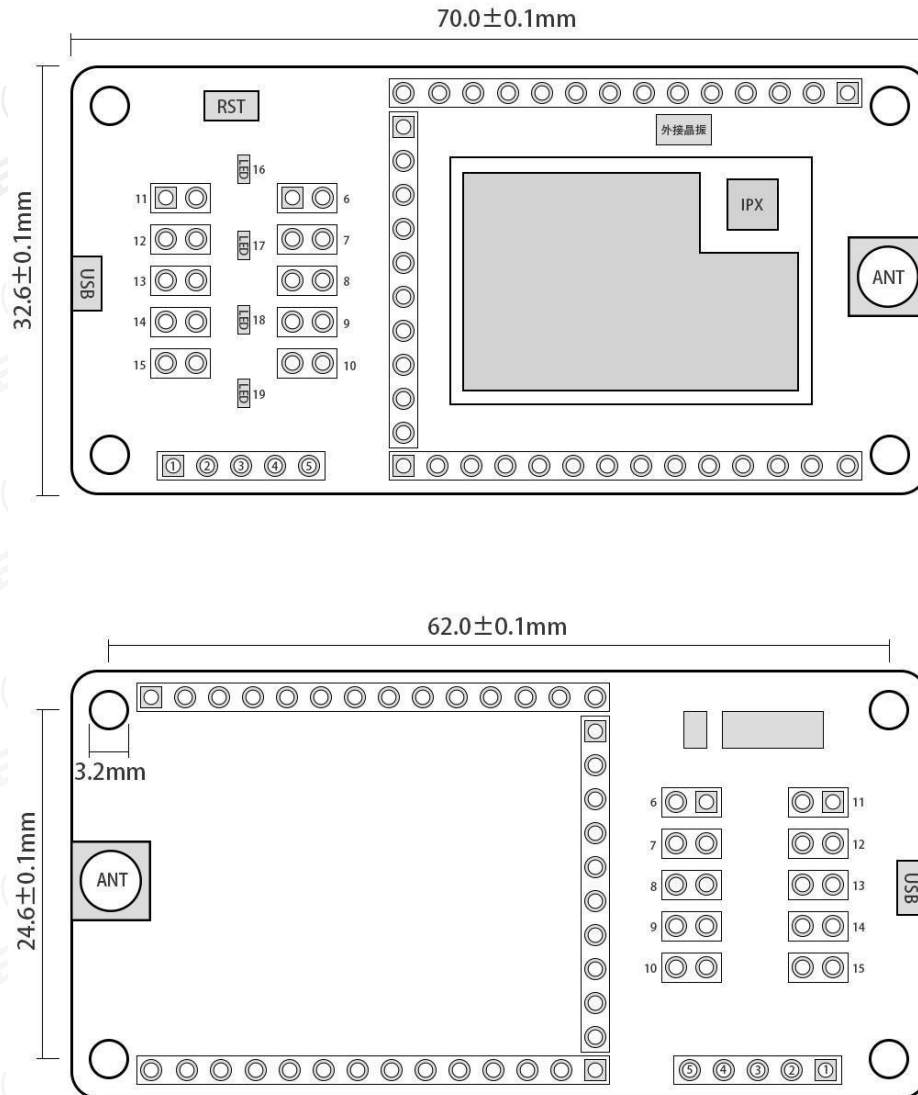 70.0±0.1mm
RST
外接晶振
LED 16
11 6
IPX
32.6±0.1mm
12 LED 17 7
USB
13 8
ANT
14 LED 18 9
15 10
LED 19
① ② ③ ④ ⑤
62.0±0.1mm
3.2mm
6 11
7 12
24.6±0.1mm
ANT
8 13
USB
9 14
10 15
⑤ ④ ③ ② ①